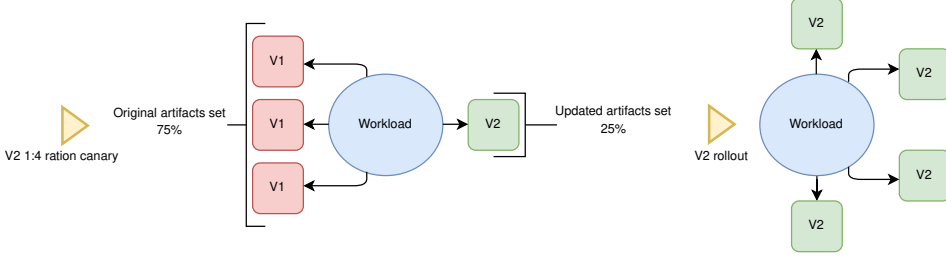 V2 1:4 ration canary
Original artifacts set
75%
V1
V1
V1
Workload
V2
Updated artifacts set
25%
V2 rollout
V2
V2
Workload
V2
V2